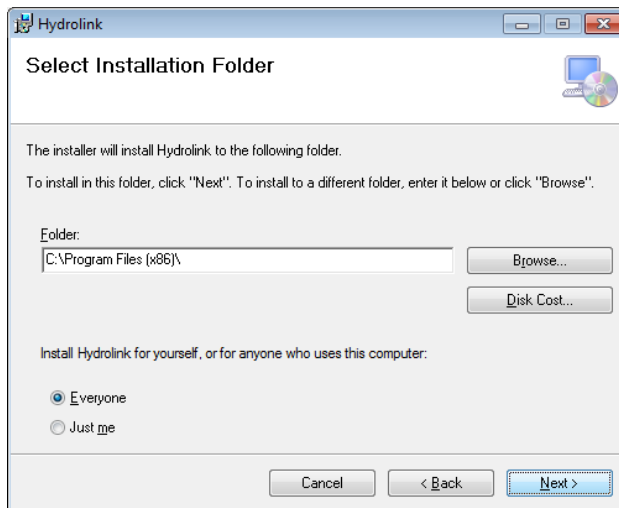 Hydrolink
Select Installation Folder
The installer will install Hydrolink to the following folder.
To install in this folder, click "Next". To install to a different folder, enter it below or click "Browse".
Folder:
C:\Program Files (x86)\
Browse...
Disk Cost...
Install Hydrolink for yourself, or for anyone who uses this computer:
Everyone
Just me
Cancel
< Back
Next >